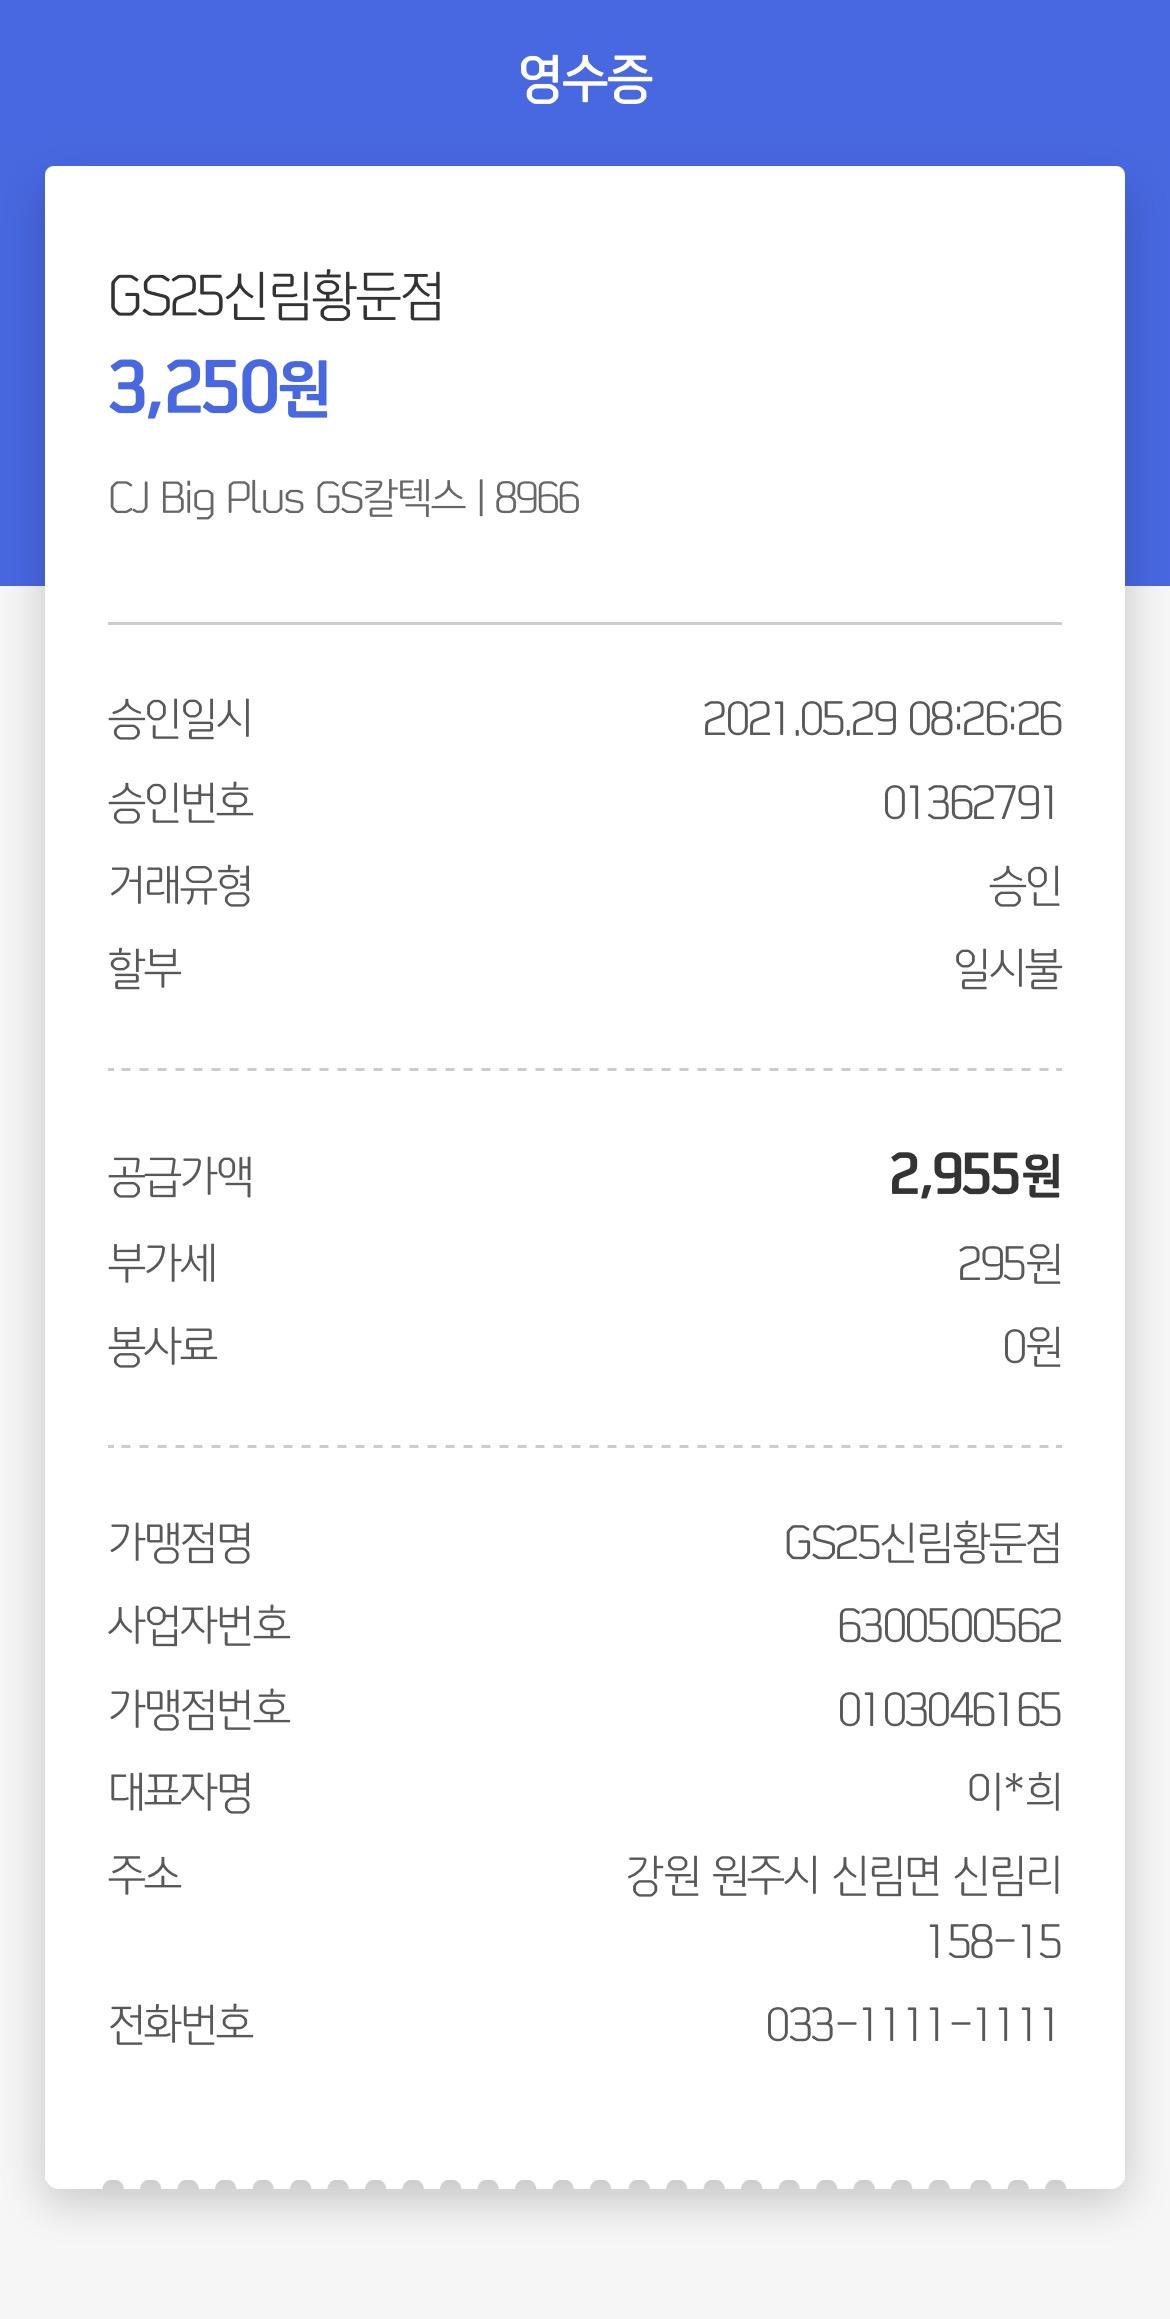 영수증
GS25신림황둔점
3,250원
CJ Big Plus GS칼텍스 | 8966
승인일시 2021.05.29 08:26:26
승인번호 01362791
거래유형 승인
할부 일시불
공급가액 2,955원
부가세 295원
봉사료 0원
가맹점명 GS25신림황둔점
사업자번호 6300500562
가맹점번호 0103046165
대표자명 이*희
주소 강원 원주시 신림면 신림리
158-15
전화번호 033-1111-1111